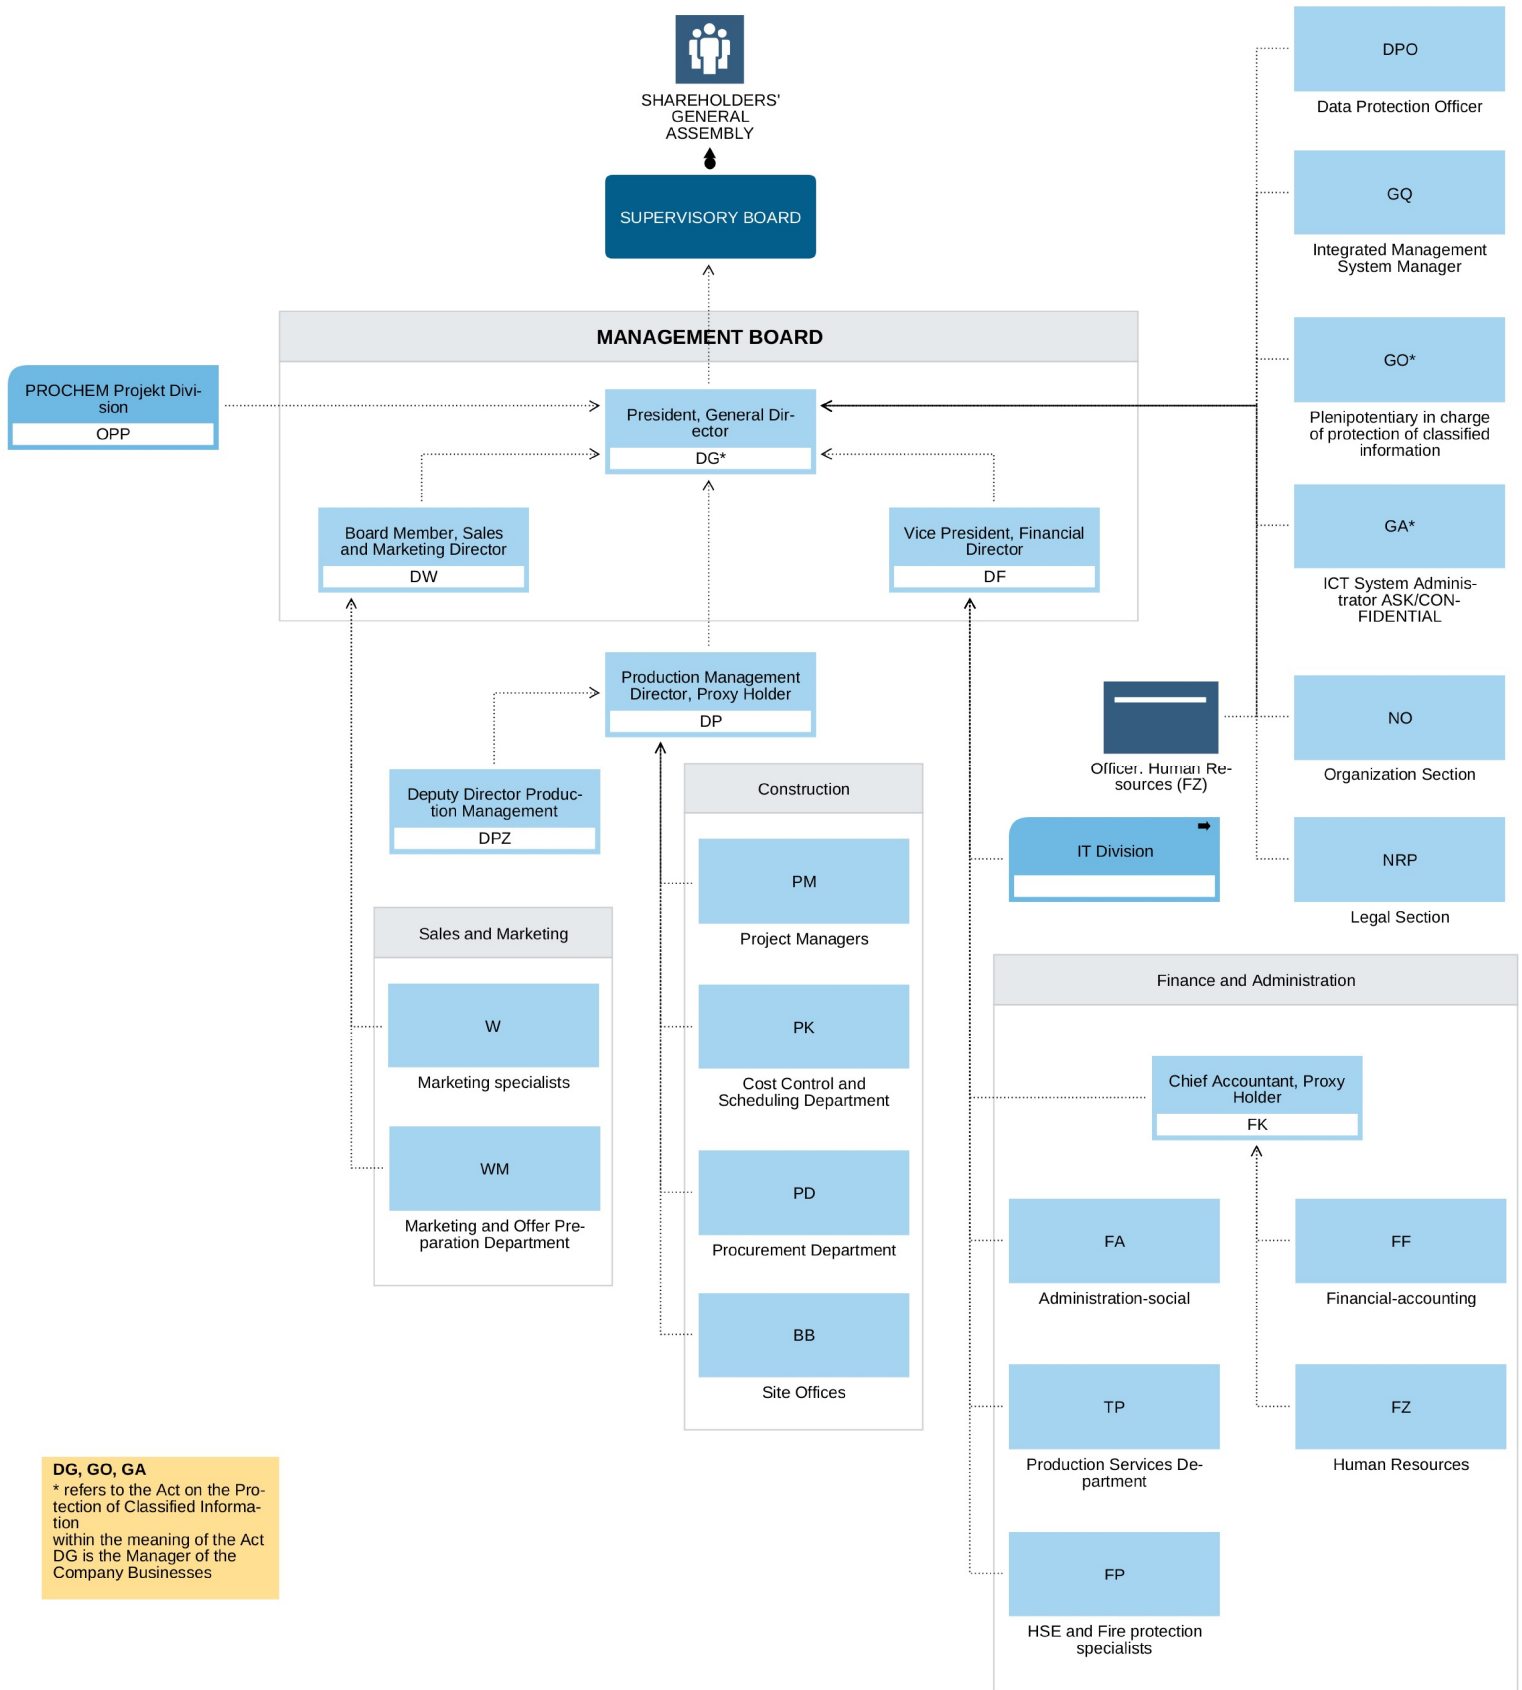 SHAREHOLDERS'
GENERAL
ASSEMBLY
SUPERVISORY BOARD
MANAGEMENT BOARD
PROCHEM Projekt Divi-
sion
OPP
President, General Dir-
ector
DG*
Board Member, Sales
and Marketing Director
DW
Vice President, Financial
Director
DF
Production Management
Director, Proxy Holder
DP
Deputy Director Produc-
tion Management
DPZ
Sales and Marketing
W
Marketing specialists
WM
Marketing and Offer Pre-
paration Department
Construction
PM
Project Managers
PK
Cost Control and
Scheduling Department
PD
Procurement Department
BB
Site Offices
DPO
Data Protection Officer
GQ
Integrated Management
System Manager
GO*
Plenipotentiary in charge
of protection of classified
information
GA*
ICT System Adminis-
trator ASK/CON-
FIDENTIAL
Officer. Human Re-
sources (FZ)
NO
Organization Section
IT Division
NRP
Legal Section
Finance and Administration
Chief Accountant, Proxy
Holder
FK
FA
Administration-social
FF
Financial-accounting
TP
Production Services De-
partment
FZ
Human Resources
FP
HSE and Fire protection
specialists
DG, GO, GA
* refers to the Act on the Pro-
tection of Classified Informa-
tion
within the meaning of the Act
DG is the Manager of the
Company Businesses